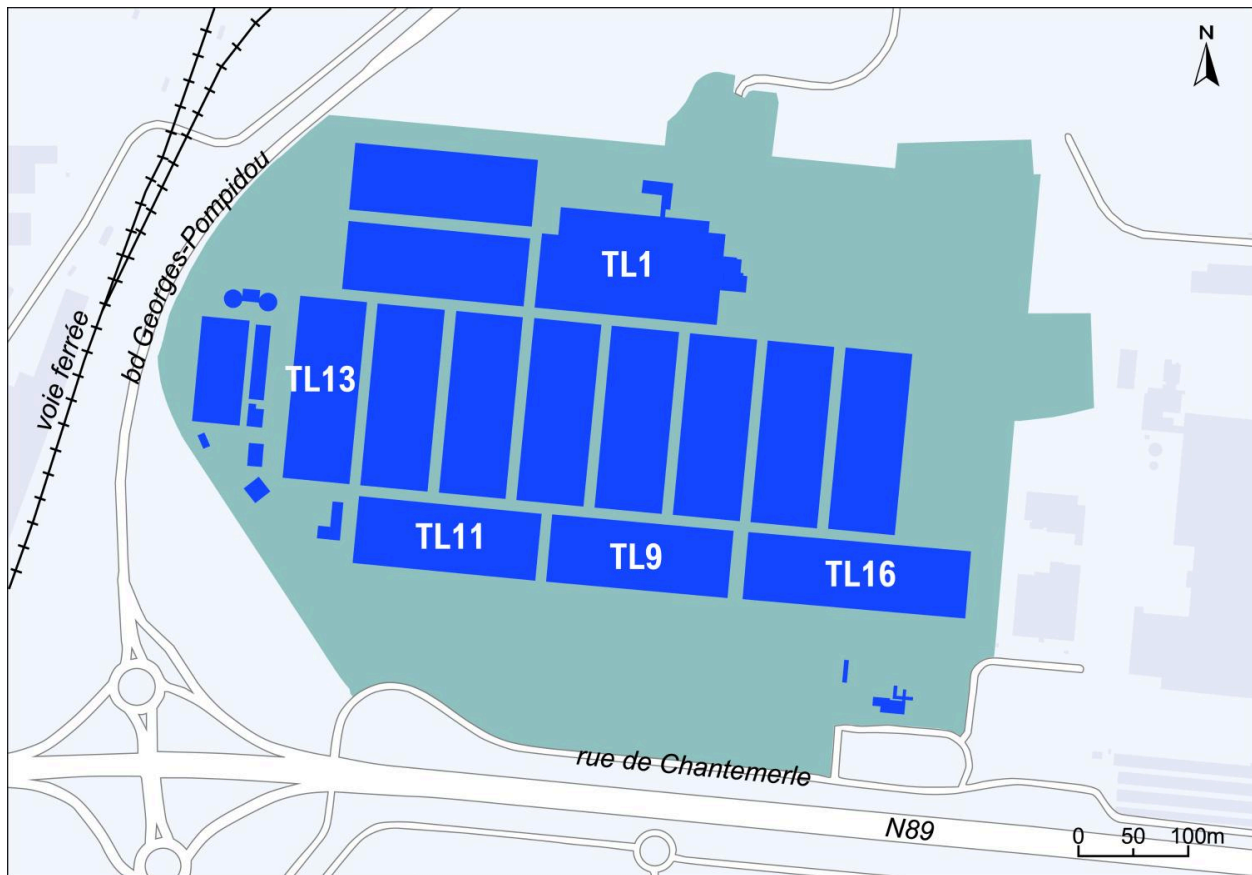 N
bd Georges-Pompidou
voie ferrée
TL1
TL13
TL11
TL9
TL16
rue de Chantemerle
N89
0 50 100m